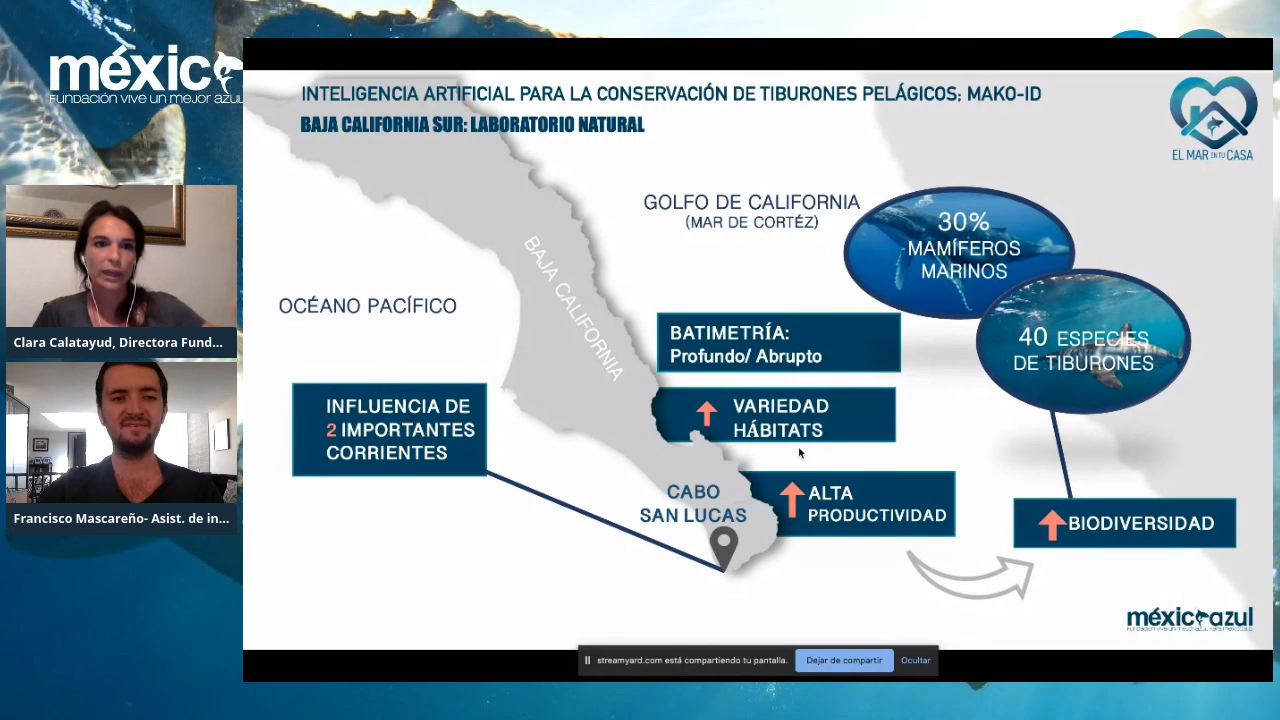 méxic
FUNDACIÓN VIVE UN MEJOR AZUL
INTELIGENCIA ARTIFICIAL PARA LA CONSERVACIÓN DE TIBURONES PELÁGICOS; MAKO-ID
BAJA CALIFORNIA SUR: LABORATORIO NATURAL
EL MAR EN TU CASA
GOLFO DE CALIFORNIA
(MAR DE CORTÉZ)
30%
MAMÍFEROS
MARINOS
BAJA CALIFORNIA
OCÉANO PACÍFICO
40 ESPECIES
DE TIBURONES
BATIMETRÍA:
Profundo/ Abrupto
Clara Calatayud, Directora Fund...
INFLUENCIA DE
2 IMPORTANTES
CORRIENTES
VARIEDAD
HÁBITATS
CABO
SAN LUCAS
ALTA
PRODUCTIVIDAD
BIODIVERSIDAD
Francisco Mascareño- Asist. de in...
méxic azul
streamyard.com está compartiendo tu pantalla.
Dejar de compartir
Ocultar